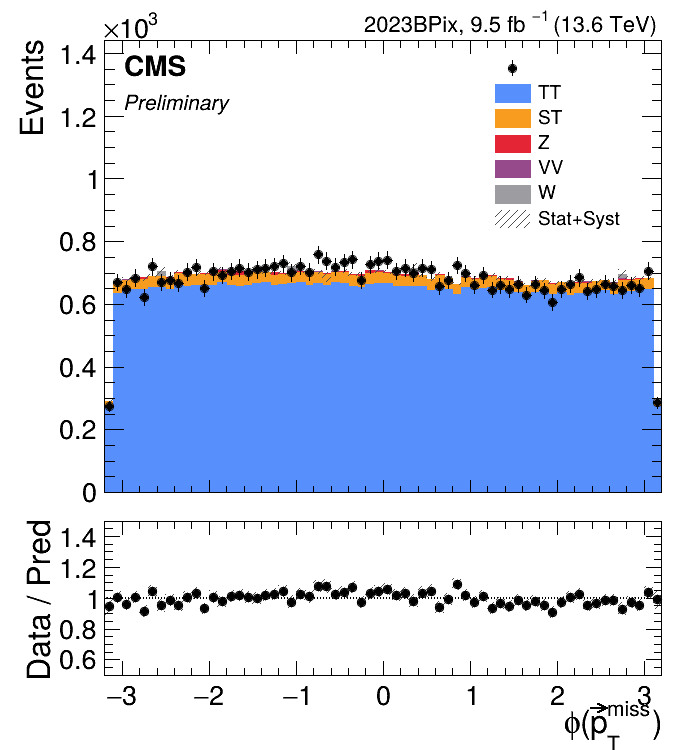 ×10³
2023BPix, 9.5 fb⁻¹ (13.6 TeV)
CMS
Preliminary
TT
ST
Z
VV
W
Stat+Syst
Events
1.4
1.2
1
0.8
0.6
0.4
0.2
0
Data / Pred
1.4
1.2
1
0.8
0.6
−3 −2 −1 0 1 2 3
ϕ(p⃗_T^miss)